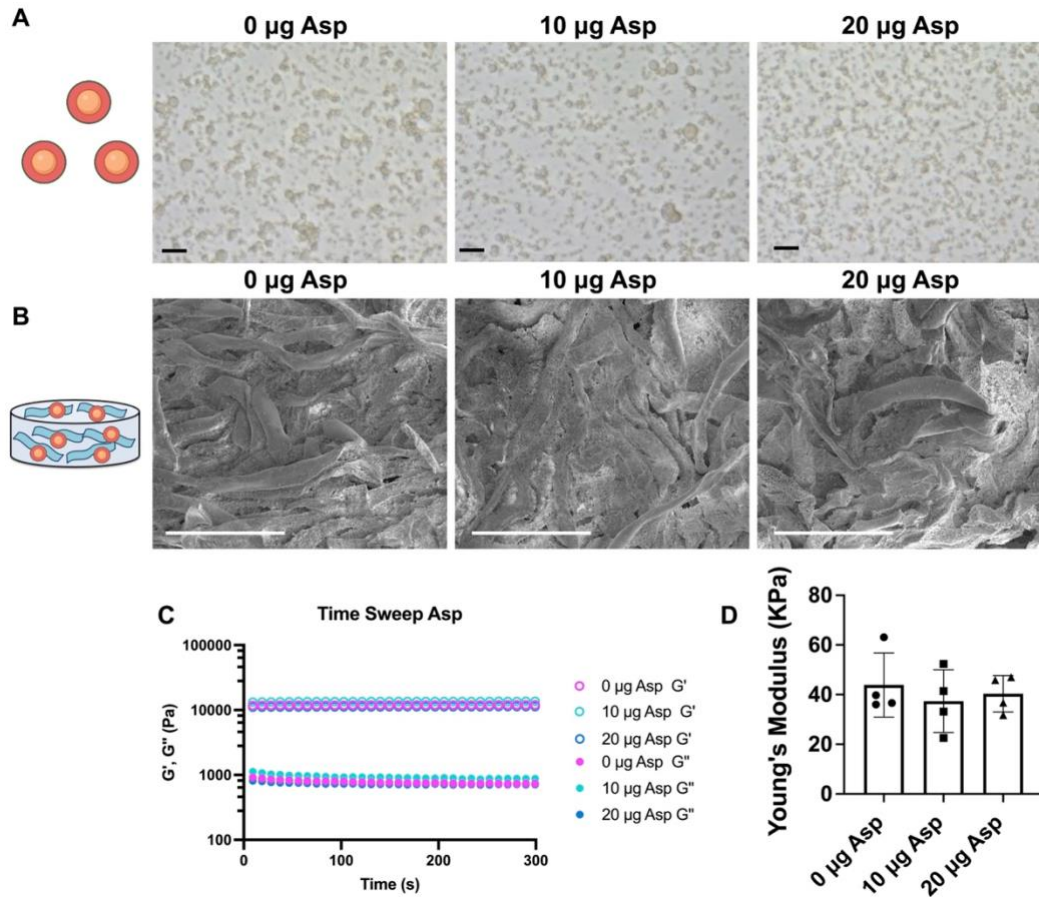 A
0 µg Asp 10 µg Asp 20 µg Asp
0 µg Asp 10 µg Asp 20 µg Asp
B
C
Time Sweep Asp
G', G'' (Pa)
100000
10000
1000
100
0 100 200 300
Time (s)
0 µg Asp G'
10 µg Asp G'
20 µg Asp G'
0 µg Asp G''
10 µg Asp G''
20 µg Asp G''
D
Young's Modulus (KPa)
80
60
40
20
0
0 µg Asp
10 µg Asp
20 µg Asp